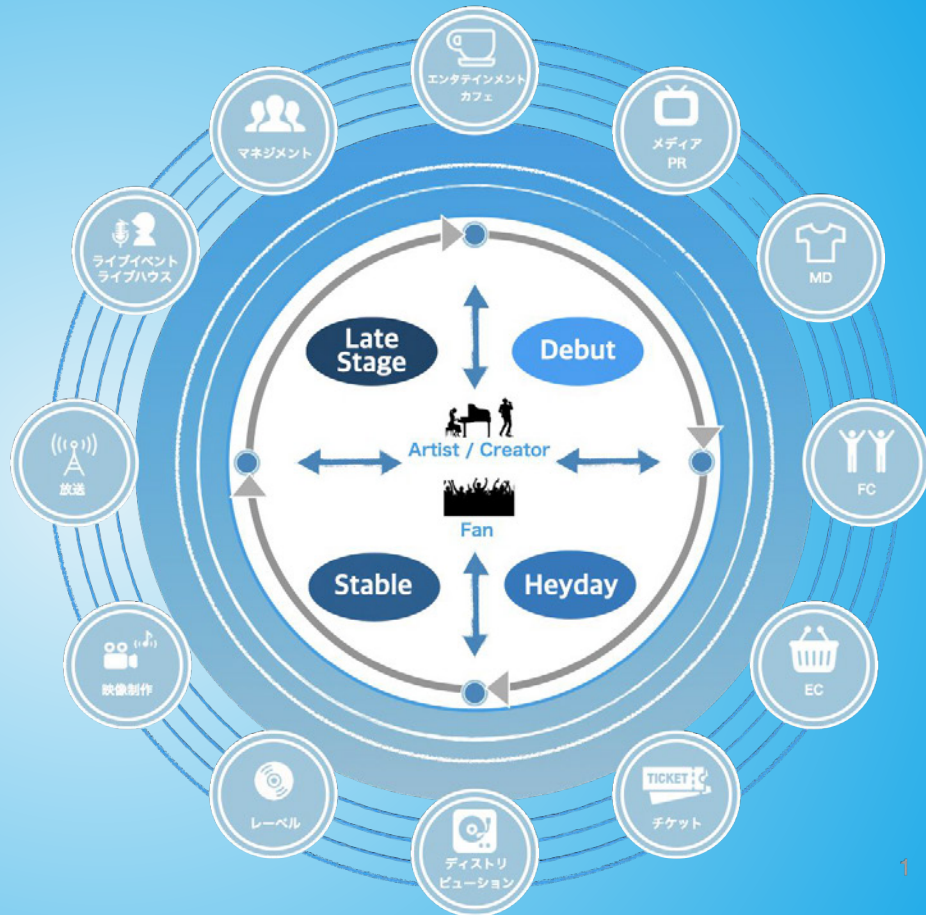 エンタテインメント
カフェ
メディア
PR
MD
FC
EC
TICKET
チケット
ディストリ
ビューション
レーベル
映像制作
放送
ライブイベント
ライブハウス
マネジメント
Late
Stage
Debut
Artist / Creator
Fan
Stable
Heyday
1